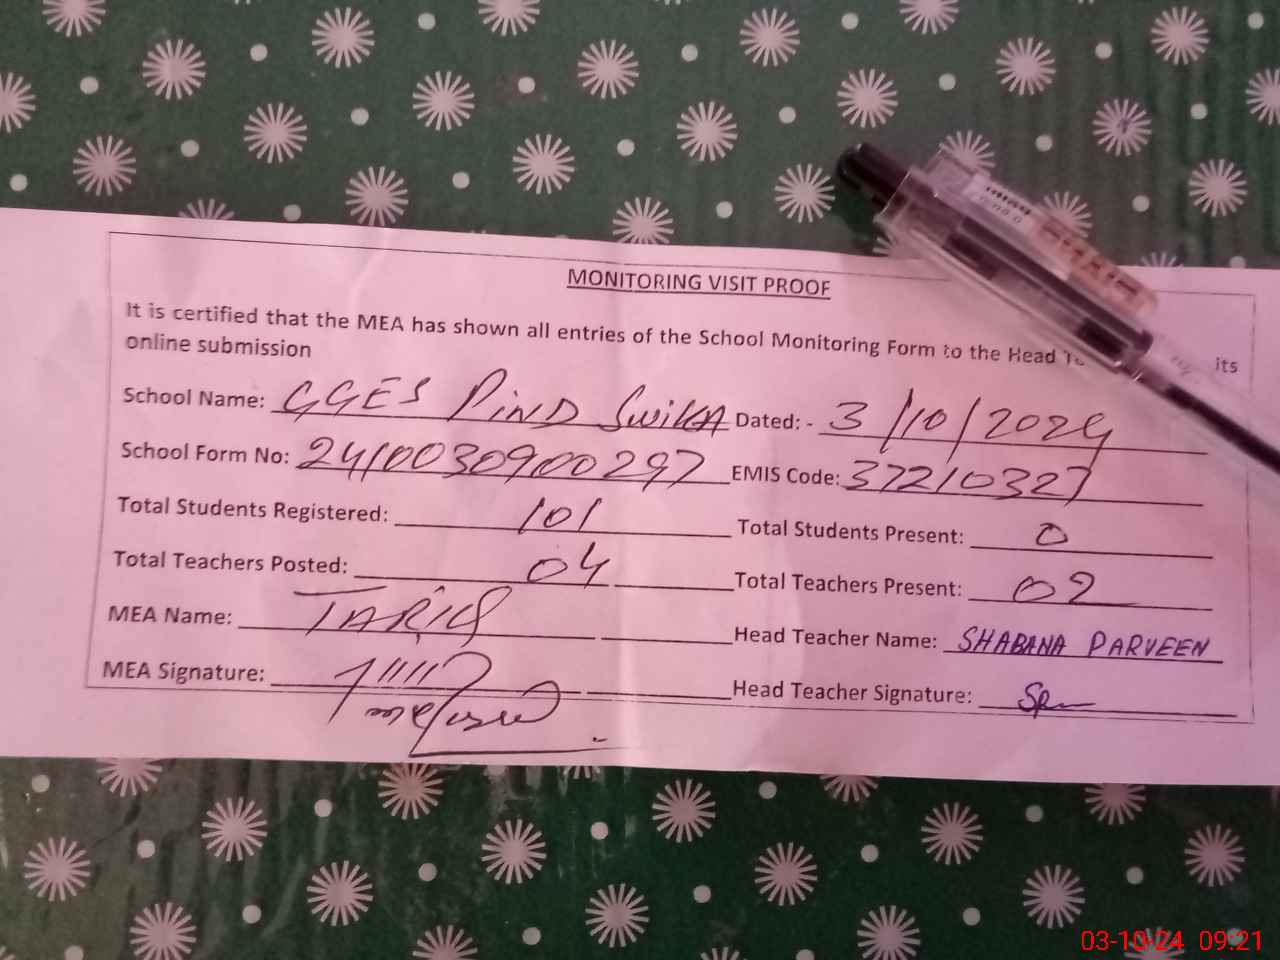 MONITORING VISIT PROOF
It is certified that the MEA has shown all entries of the School Monitoring Form to the Head its
online submission
School Name: GGES PIND Swika Dated: - 3/10/2024
School Form No: 2410030900297 EMIS Code: 37210327
Total Students Registered: 101 Total Students Present: 0
Total Teachers Posted: 04 Total Teachers Present: 02
MEA Name: TARIQ Head Teacher Name: SHABANA PARVEEN
MEA Signature: Head Teacher Signature:
03-10-24 09:21